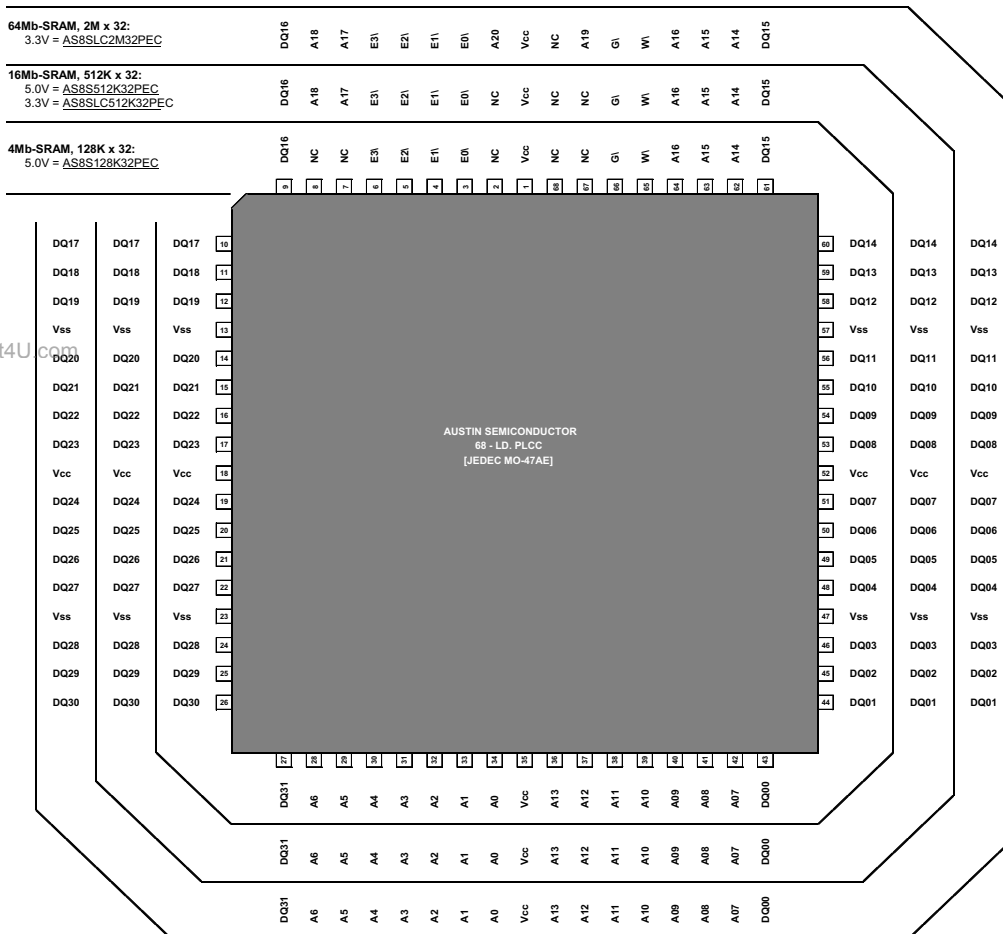 64Mb-SRAM, 2M x 32:
3.3V = AS8SLC2M32PEC
DQ16 A18 A17 E3\ E2\ E1\ E0\ A20 Vcc NC A19 G\ W\ A16 A15 A14 DQ15
16Mb-SRAM, 512K x 32:
5.0V = AS8S512K32PEC
3.3V = AS8SLC512K32PEC
DQ16 A18 A17 E3\ E2\ E1\ E0\ NC Vcc NC NC G\ W\ A16 A15 A14 DQ15
4Mb-SRAM, 128K x 32:
5.0V = AS8S128K32PEC
DQ16 NC NC E3\ E2\ E1\ E0\ NC Vcc NC NC G\ W\ A16 A15 A14 DQ15
9 8 7 6 5 4 3 2 1 68 67 66 65 64 63 62 61
DQ17 DQ17 DQ17 10 60 DQ14 DQ14 DQ14
DQ18 DQ18 DQ18 11 59 DQ13 DQ13 DQ13
DQ19 DQ19 DQ19 12 58 DQ12 DQ12 DQ12
Vss Vss Vss 13 57 Vss Vss Vss
t4U.com
DQ20 DQ20 DQ20 14 56 DQ11 DQ11 DQ11
DQ21 DQ21 DQ21 15 55 DQ10 DQ10 DQ10
DQ22 DQ22 DQ22 16 54 DQ09 DQ09 DQ09
AUSTIN SEMICONDUCTOR
68 - LD. PLCC
[JEDEC MO-47AE]
DQ23 DQ23 DQ23 17 53 DQ08 DQ08 DQ08
Vcc Vcc Vcc 18 52 Vcc Vcc Vcc
DQ24 DQ24 DQ24 19 51 DQ07 DQ07 DQ07
DQ25 DQ25 DQ25 20 50 DQ06 DQ06 DQ06
DQ26 DQ26 DQ26 21 49 DQ05 DQ05 DQ05
DQ27 DQ27 DQ27 22 48 DQ04 DQ04 DQ04
Vss Vss Vss 23 47 Vss Vss Vss
DQ28 DQ28 DQ28 24 46 DQ03 DQ03 DQ03
DQ29 DQ29 DQ29 25 45 DQ02 DQ02 DQ02
DQ30 DQ30 DQ30 26 44 DQ01 DQ01 DQ01
27 28 29 30 31 32 33 34 35 36 37 38 39 40 41 42 43
DQ31 A6 A5 A4 A3 A2 A1 A0 Vcc A13 A12 A11 A10 A09 A08 A07 DQ00
DQ31 A6 A5 A4 A3 A2 A1 A0 Vcc A13 A12 A11 A10 A09 A08 A07 DQ00
DQ31 A6 A5 A4 A3 A2 A1 A0 Vcc A13 A12 A11 A10 A09 A08 A07 DQ00